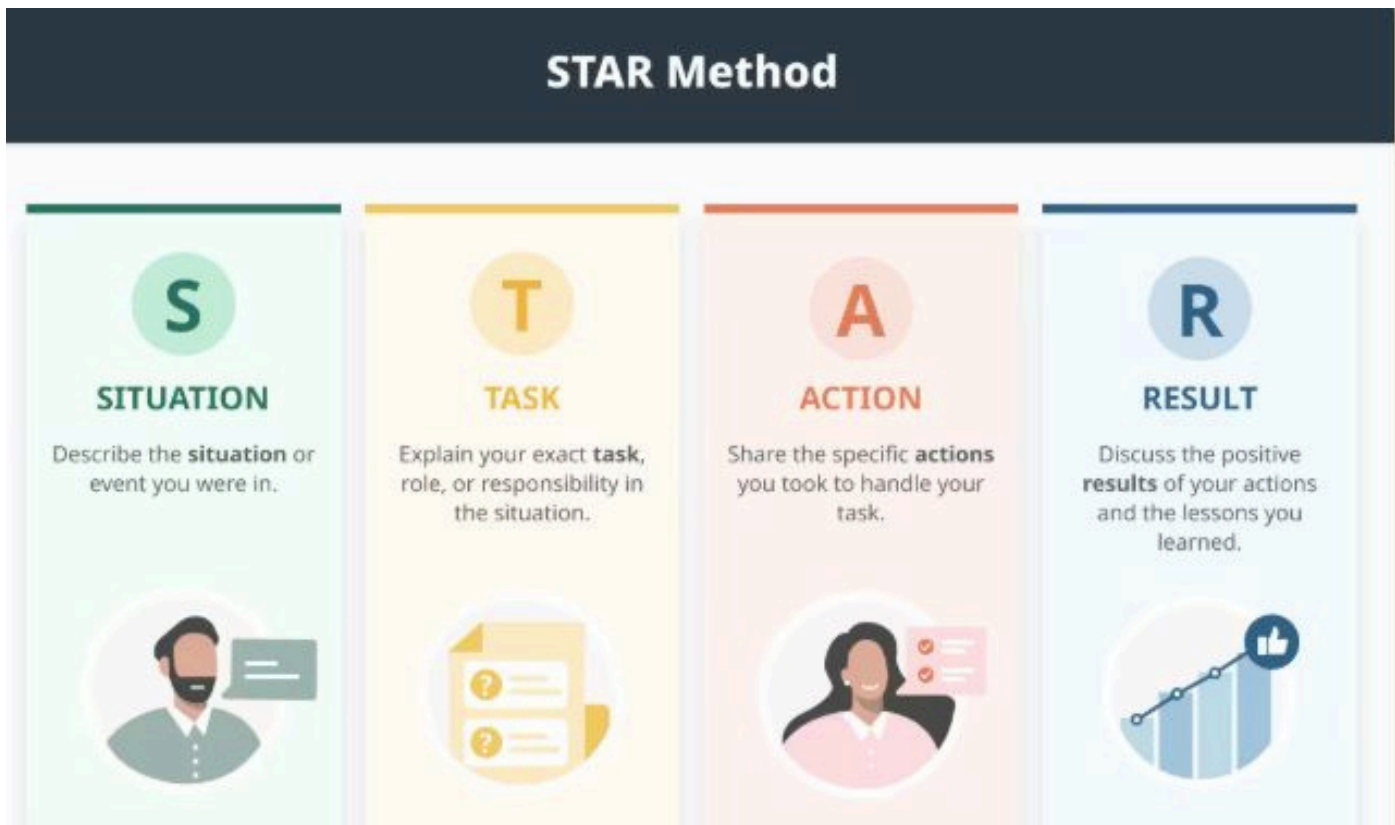 STAR Method
S
SITUATION
Describe the situation or
event you were in.
T
TASK
Explain your exact task,
role, or responsibility in
the situation.
A
ACTION
Share the specific actions
you took to handle your
task.
R
RESULT
Discuss the positive
results of your actions
and the lessons you
learned.
?
?